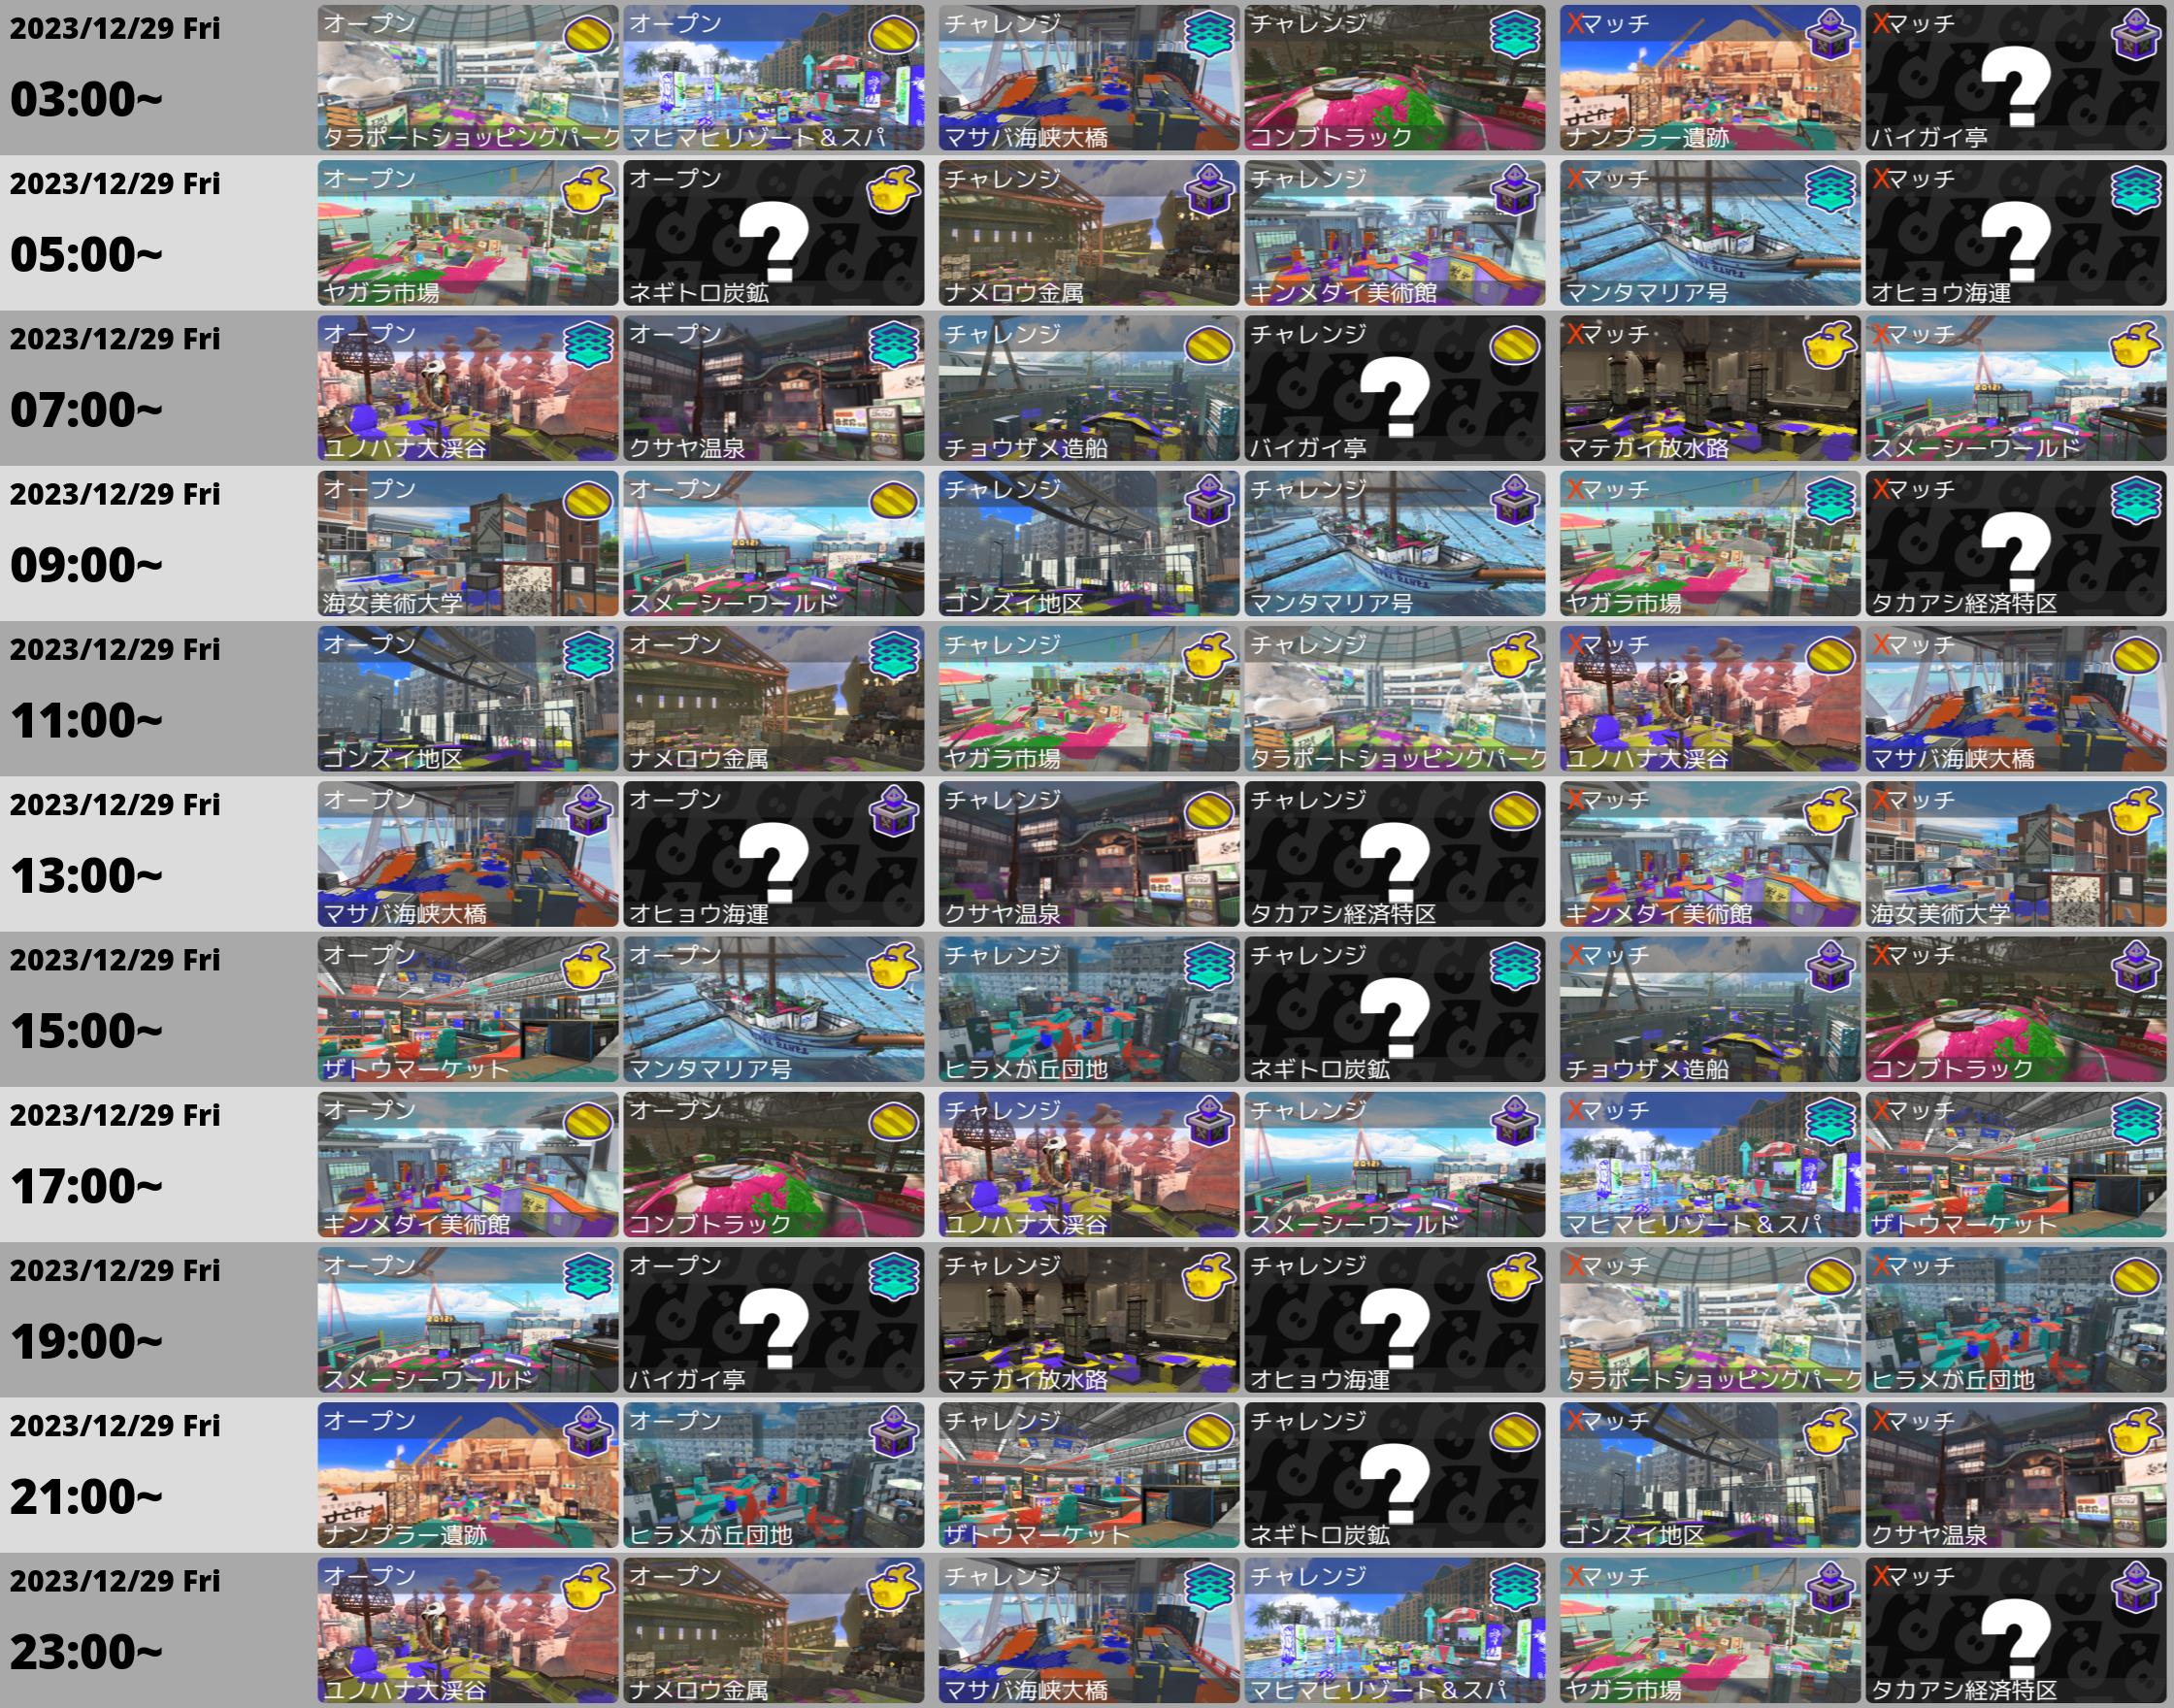 2023/12/29 Fri
03:00~
オープン
タラポートショッピングパーク
オープン
マヒマヒリゾート＆スパ
チャレンジ
マサバ海峡大橋
チャレンジ
コンブトラック
Xマッチ
ナンプラー遺跡
Xマッチ
バイガイ亭
2023/12/29 Fri
05:00~
オープン
ヤガラ市場
オープン
ネギトロ炭鉱
チャレンジ
ナメロウ金属
チャレンジ
キンメダイ美術館
Xマッチ
マンタマリア号
Xマッチ
オヒョウ海運
2023/12/29 Fri
07:00~
オープン
ユノハナ大渓谷
オープン
クサヤ温泉
チャレンジ
チョウザメ造船
チャレンジ
バイガイ亭
Xマッチ
マテガイ放水路
Xマッチ
スメーシーワールド
2023/12/29 Fri
09:00~
オープン
海女美術大学
オープン
スメーシーワールド
チャレンジ
ゴンズイ地区
チャレンジ
マンタマリア号
Xマッチ
ヤガラ市場
Xマッチ
タカアシ経済特区
2023/12/29 Fri
11:00~
オープン
ゴンズイ地区
オープン
ナメロウ金属
チャレンジ
ヤガラ市場
チャレンジ
タラポートショッピングパーク
Xマッチ
ユノハナ大渓谷
Xマッチ
マサバ海峡大橋
2023/12/29 Fri
13:00~
オープン
マサバ海峡大橋
オープン
オヒョウ海運
チャレンジ
クサヤ温泉
チャレンジ
タカアシ経済特区
Xマッチ
キンメダイ美術館
Xマッチ
海女美術大学
2023/12/29 Fri
15:00~
オープン
ザトウマーケット
オープン
マンタマリア号
チャレンジ
ヒラメが丘団地
チャレンジ
ネギトロ炭鉱
Xマッチ
チョウザメ造船
Xマッチ
コンブトラック
2023/12/29 Fri
17:00~
オープン
キンメダイ美術館
オープン
コンブトラック
チャレンジ
ユノハナ大渓谷
チャレンジ
スメーシーワールド
Xマッチ
マヒマヒリゾート＆スパ
Xマッチ
ザトウマーケット
2023/12/29 Fri
19:00~
オープン
スメーシーワールド
オープン
バイガイ亭
チャレンジ
マテガイ放水路
チャレンジ
オヒョウ海運
Xマッチ
タラポートショッピングパーク
Xマッチ
ヒラメが丘団地
2023/12/29 Fri
21:00~
オープン
ナンプラー遺跡
オープン
ヒラメが丘団地
チャレンジ
ザトウマーケット
チャレンジ
ネギトロ炭鉱
Xマッチ
ゴンズイ地区
Xマッチ
クサヤ温泉
2023/12/29 Fri
23:00~
オープン
ユノハナ大渓谷
オープン
ナメロウ金属
チャレンジ
マサバ海峡大橋
チャレンジ
マヒマヒリゾート＆スパ
Xマッチ
ヤガラ市場
Xマッチ
タカアシ経済特区